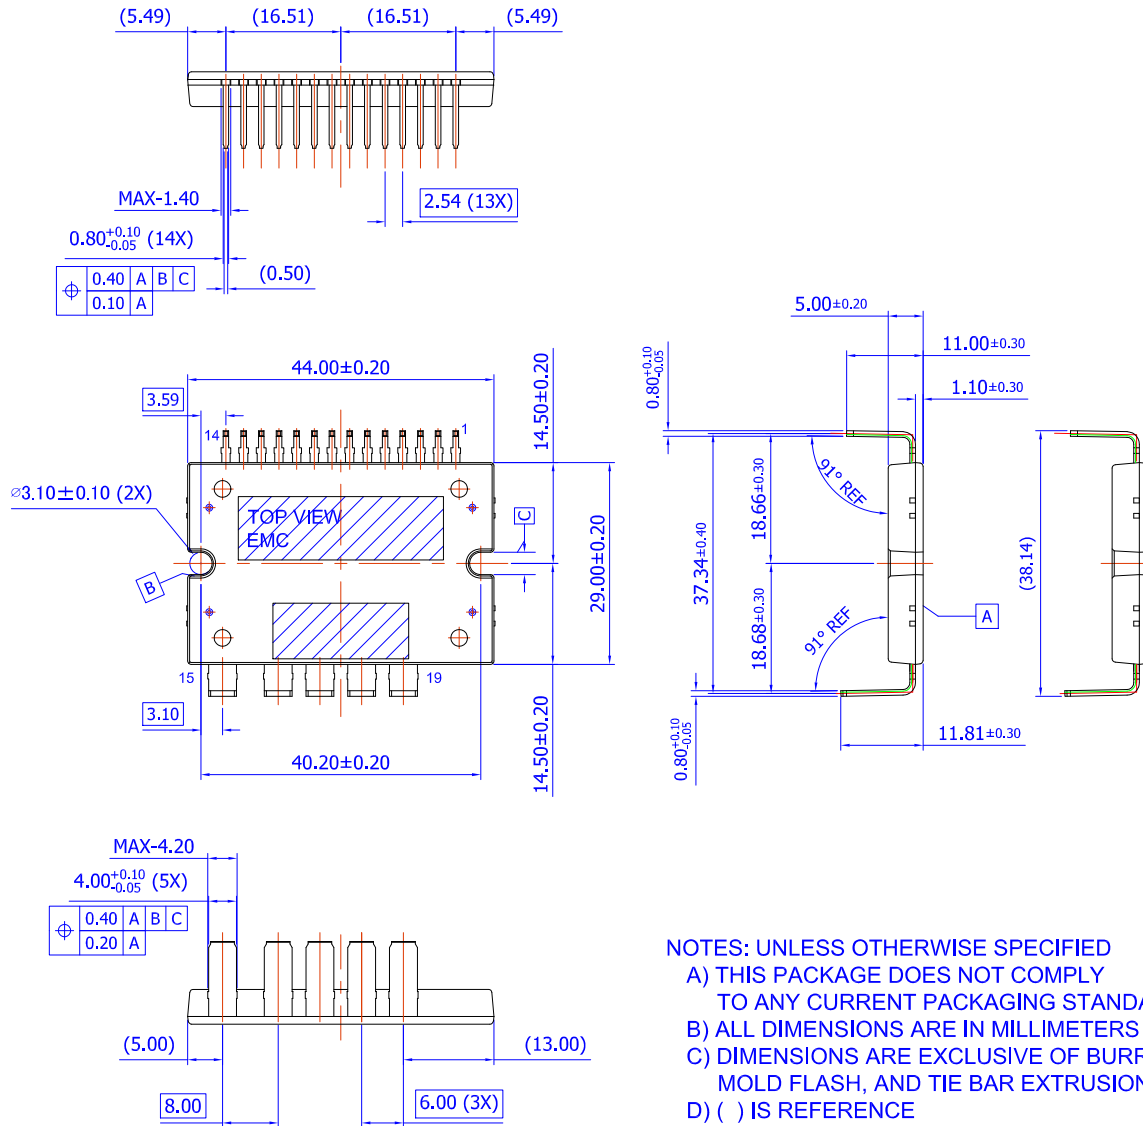 (5.49) (16.51) (16.51) (5.49)
MAX-1.40
2.54 (13X)
0.80+0.10-0.05 (14X)
(0.50)
⌖ 0.40 A B C
0.10 A
44.00±0.20
3.59
14 1
14.50±0.20
⌀3.10±0.10 (2X)
TOP VIEW
EMC
C
B
29.00±0.20
15 19
3.10
14.50±0.20
40.20±0.20
5.00±0.20
11.00±0.30
1.10±0.30
0.80+0.10-0.05
91° REF
18.66±0.30
37.34±0.40
18.68±0.30
91° REF
A
(38.14)
0.80+0.10-0.05
11.81±0.30
MAX-4.20
4.00+0.10-0.05 (5X)
⌖ 0.40 A B C
0.20 A
(5.00) (13.00)
8.00 6.00 (3X)
NOTES: UNLESS OTHERWISE SPECIFIED
A) THIS PACKAGE DOES NOT COMPLY
TO ANY CURRENT PACKAGING STANDA
B) ALL DIMENSIONS ARE IN MILLIMETERS
C) DIMENSIONS ARE EXCLUSIVE OF BURR
MOLD FLASH, AND TIE BAR EXTRUSION
D) ( ) IS REFERENCE